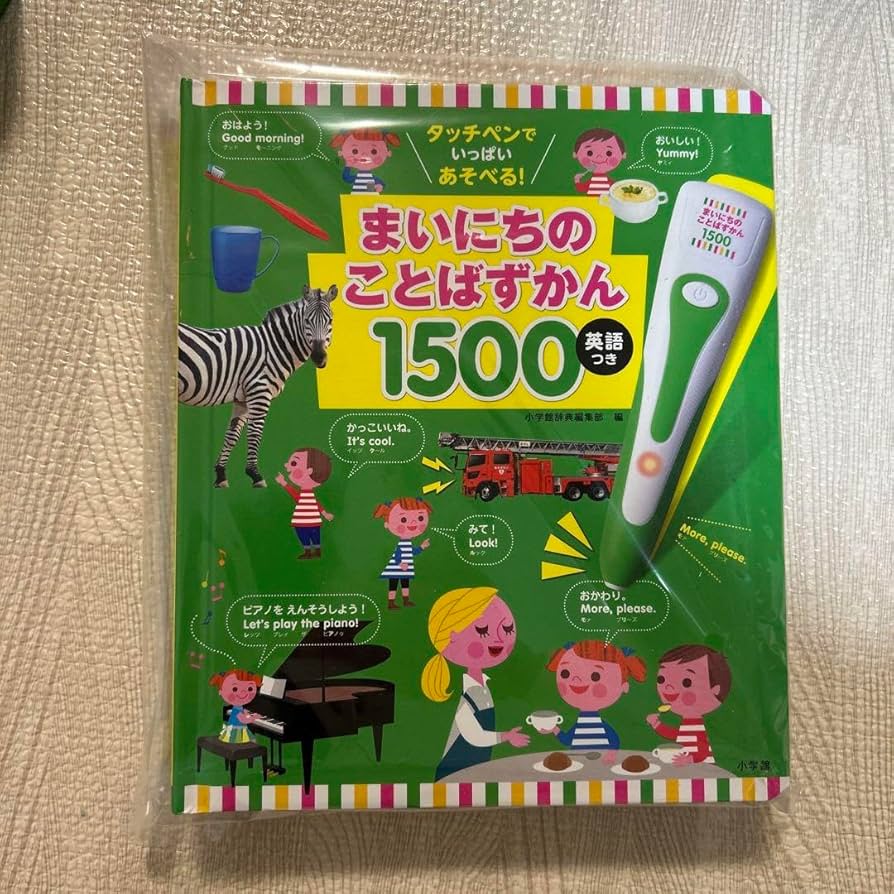 おはよう！
Good morning!
グッド モーニング
タッチペンで
いっぱい
あそべる！
おいしい！
Yummy!
ヤミィ
まいにちの
ことばずかん
1500
英語
つき
小学館辞典編集部 編
まいにちの
ことばずかん
1500
かっこいいね。
It's cool.
イッツ クール
みて！
Look!
ルック
More, please.
モァ プリーズ
おかわり。
More, please.
モァ プリーズ
ピアノを えんそうしよう！
Let's play the piano!
レッツ プレイ ザ ピアノゥ
小学館